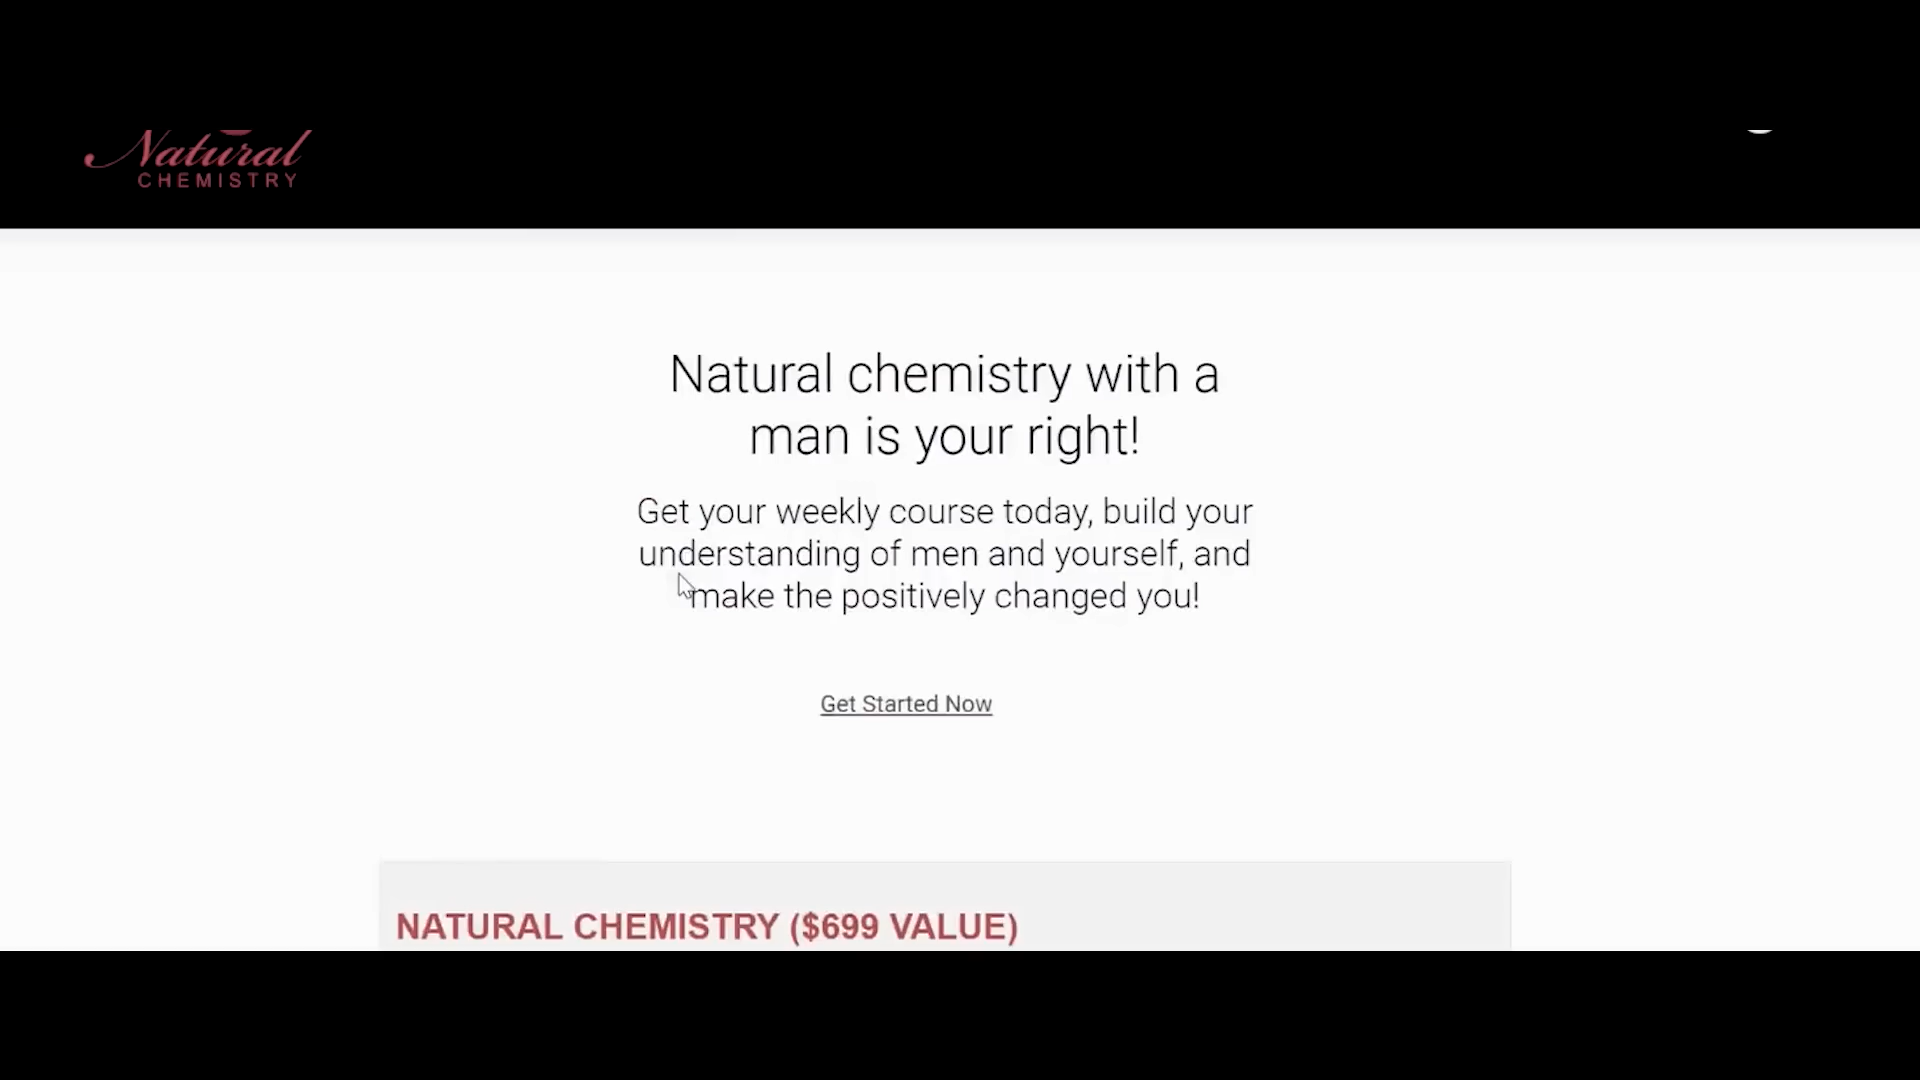 Natural
CHEMISTRY
Natural chemistry with a
man is your right!
Get your weekly course today, build your
understanding of men and yourself, and
make the positively changed you!
Get Started Now
NATURAL CHEMISTRY ($699 VALUE)